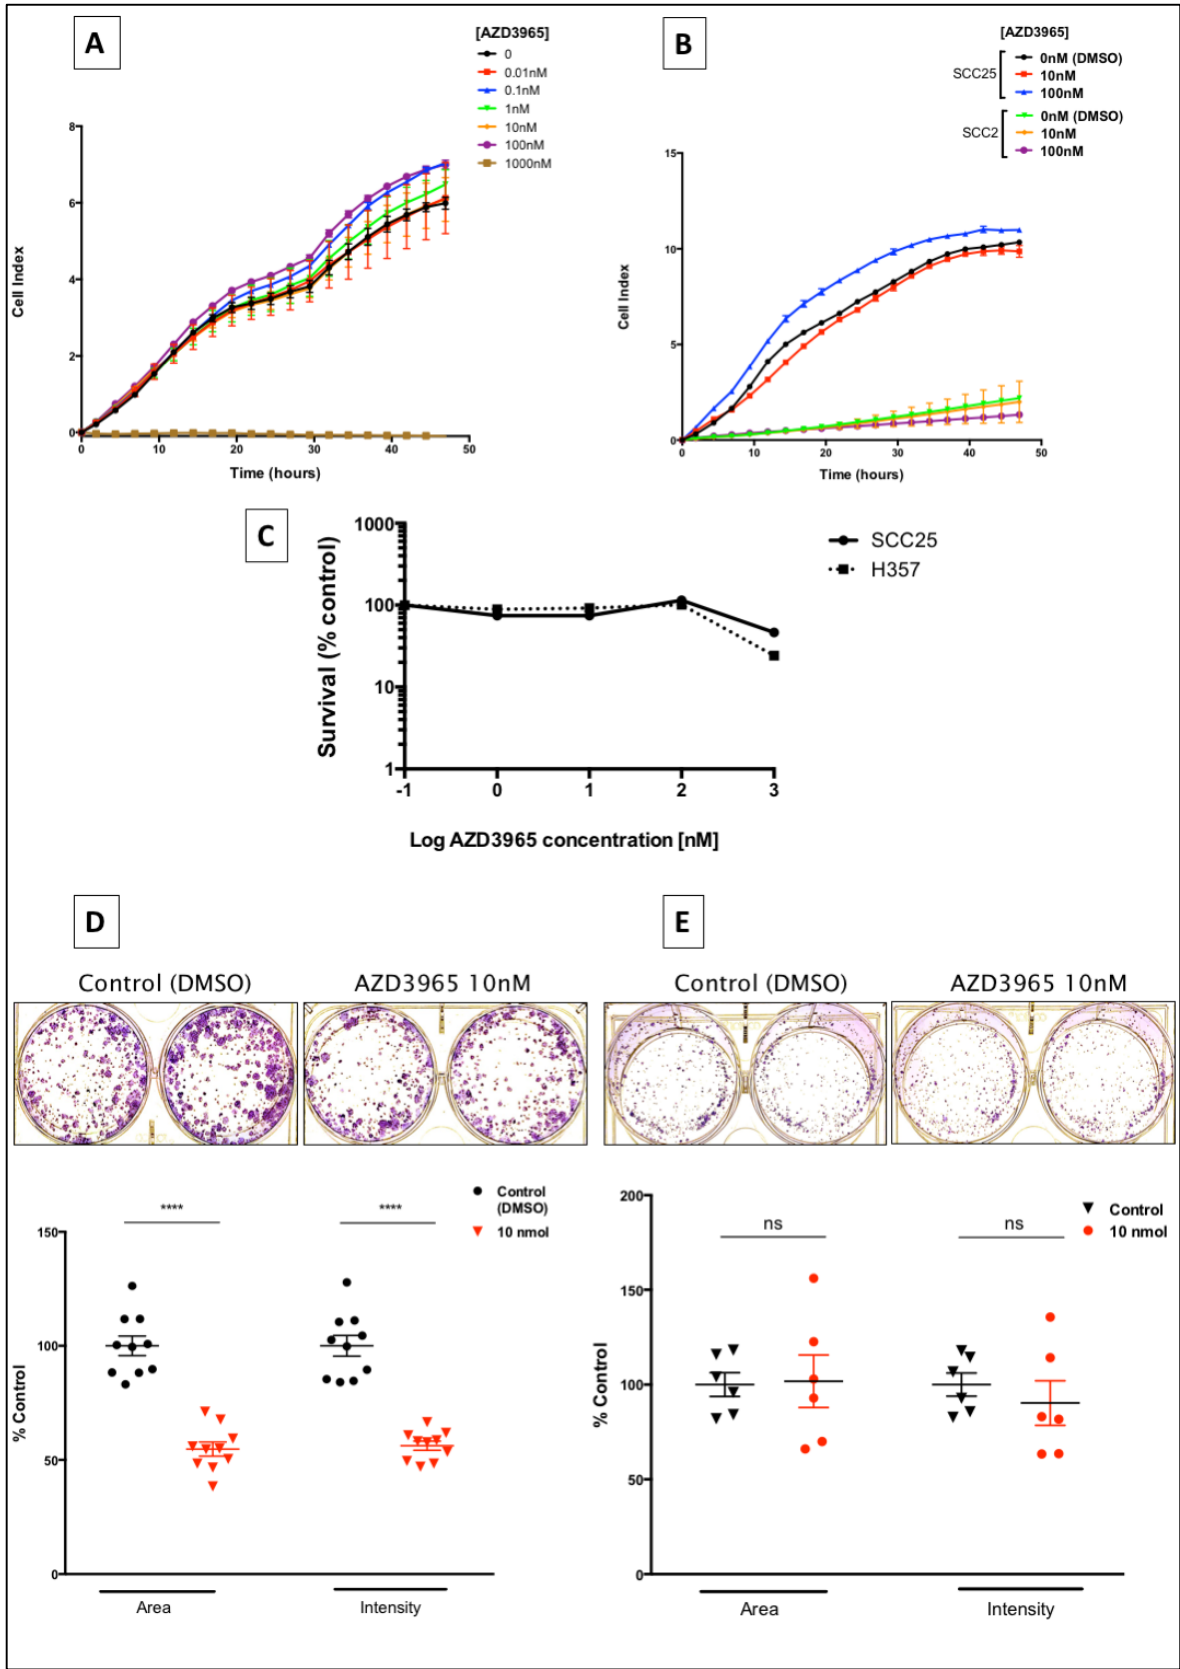 A
[AZD3965]
0
0.01nM
0.1nM
1nM
10nM
100nM
1000nM
8
6
4
2
0
Cell Index
0 10 20 30 40 50
Time (hours)
B
[AZD3965]
SCC25
0nM (DMSO)
10nM
100nM
SCC2
0nM (DMSO)
10nM
100nM
15
10
5
0
Cell Index
0 10 20 30 40 50
Time (hours)
C
SCC25
H357
1000
100
10
1
Survival (% control)
-1 0 1 2 3
Log AZD3965 concentration [nM]
D
Control (DMSO) AZD3965 10nM
Control
(DMSO)
10 nmol
**** ****
150
100
50
0
% Control
Area Intensity
E
Control (DMSO) AZD3965 10nM
Control
10 nmol
ns ns
200
150
100
50
0
% Control
Area Intensity